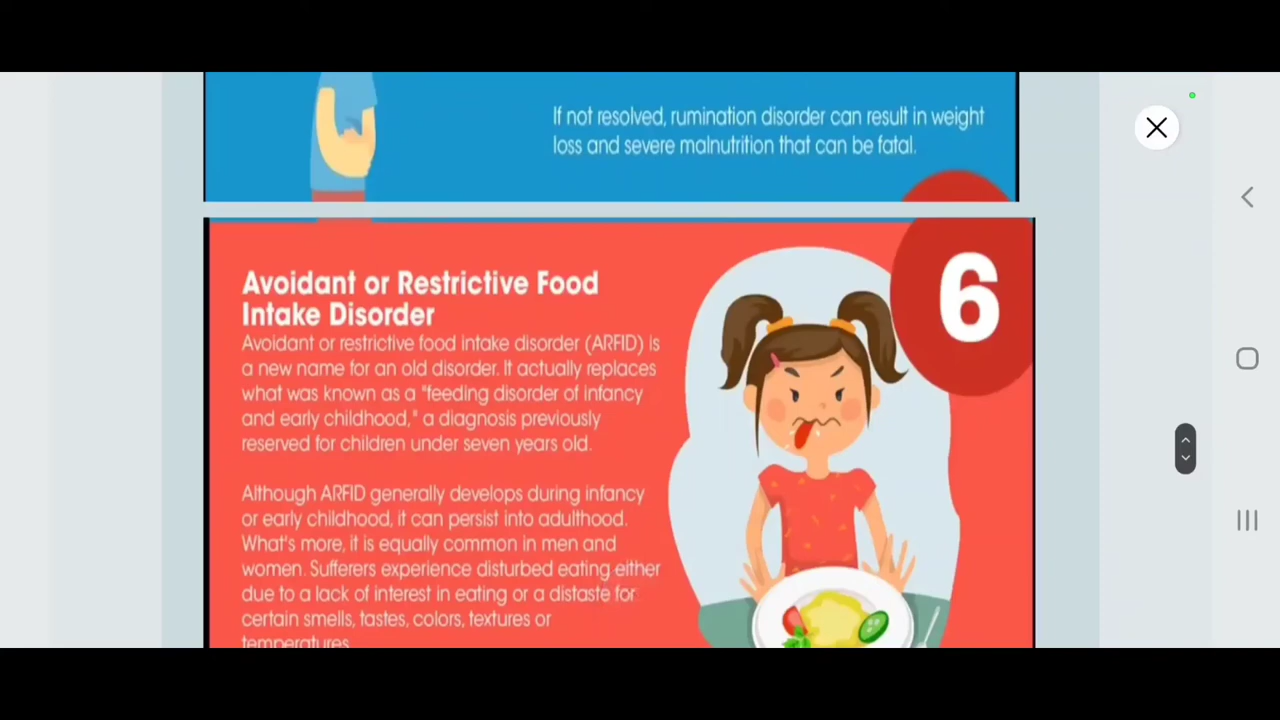 If not resolved, rumination disorder can result in weight
loss and severe malnutrition that can be fatal.
6
Avoidant or Restrictive Food
Intake Disorder
Avoidant or restrictive food intake disorder (ARFID) is
a new name for an old disorder. It actually replaces
what was known as a "feeding disorder of infancy
and early childhood," a diagnosis previously
reserved for children under seven years old.
Although ARFID generally develops during infancy
or early childhood, it can persist into adulthood.
What's more, it is equally common in men and
women. Sufferers experience disturbed eating either
due to a lack of interest in eating or a distaste for
certain smells, tastes, colors, textures or
temperatures.